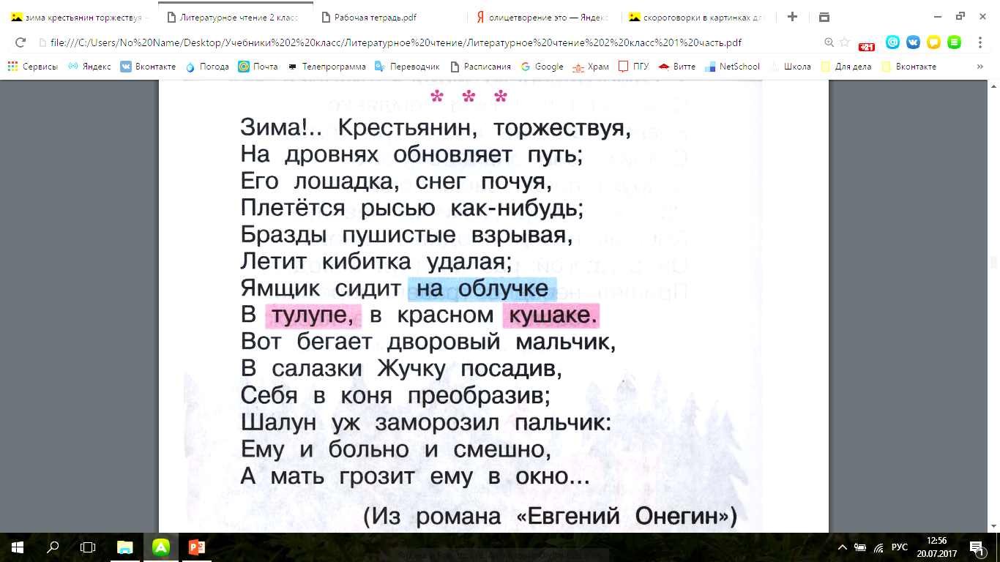 зима крестьянин торжествуя
Литературное чтение 2 класс
Рабочая тетрадь.pdf
олицетворение это — Яндекс
скороговорки в картинках для
file:///C:/Users/No%20Name/Desktop/Учебники%202%20класс/Литературное%20чтение/Литературное%20чтение%202%20класс%201%20часть.pdf
+21
Сервисы Яндекс Вконтакте Погода Почта Телепрограмма Переводчик Расписания Google Храм ПГУ Витте NetSchool Школа Для дела Вконтакте »
* * *
Зима!.. Крестьянин, торжествуя,
На дровнях обновляет путь;
Его лошадка, снег почуя,
Плетётся рысью как-нибудь;
Бразды пушистые взрывая,
Летит кибитка удалая;
Ямщик сидит на облучке
В тулупе, в красном кушаке.
Вот бегает дворовый мальчик,
В салазки Жучку посадив,
Себя в коня преобразив;
Шалун уж заморозил пальчик:
Ему и больно и смешно,
А мать грозит ему в окно...
(Из романа «Евгений Онегин»)
РУС
12:56
20.07.2017
1